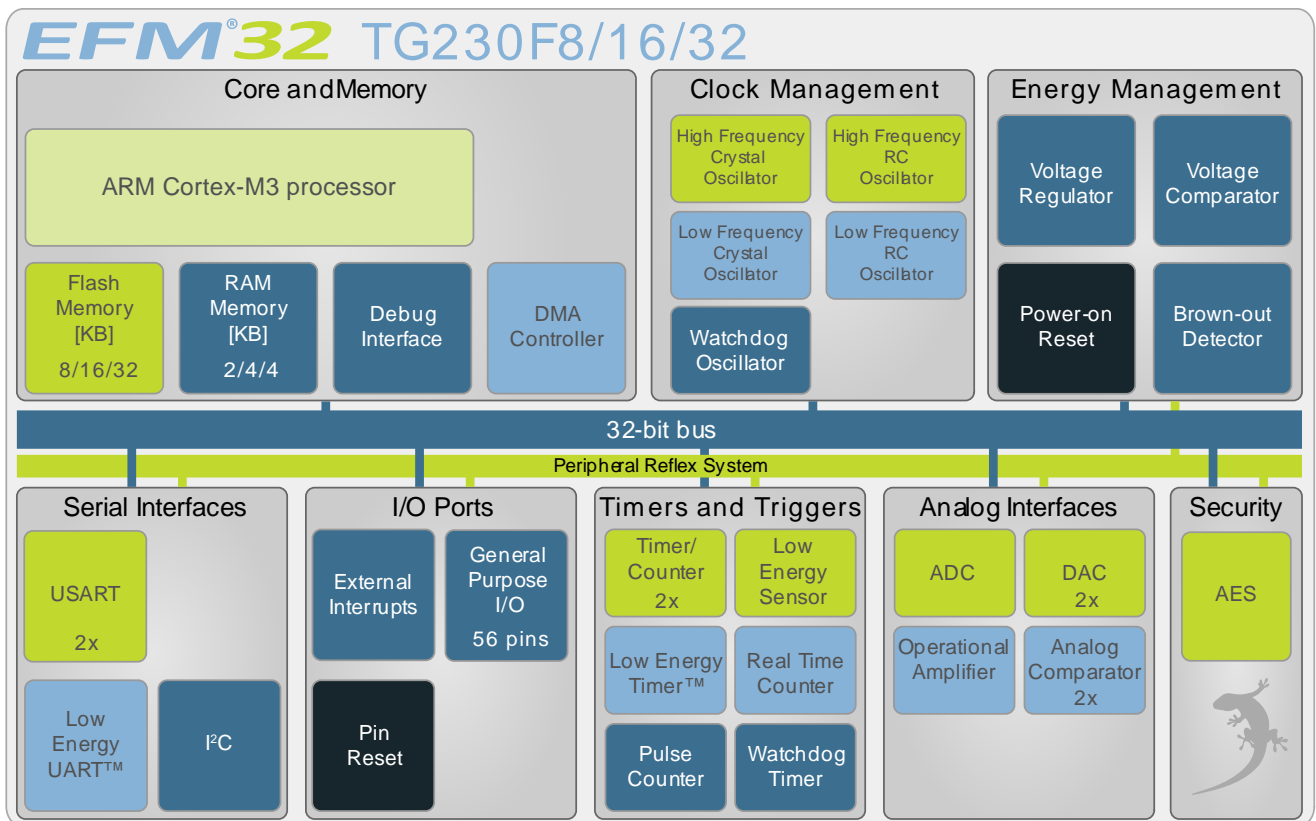 EFM®32 TG230F8/16/32
Core and Memory
ARM Cortex-M3 processor
Flash
Memory
[KB]
8/16/32
RAM
Memory
[KB]
2/4/4
Debug
Interface
DMA
Controller
Clock Management
High Frequency
Crystal
Oscillator
High Frequency
RC
Oscillator
Low Frequency
Crystal
Oscillator
Low Frequency
RC
Oscillator
Watchdog
Oscillator
Energy Management
Voltage
Regulator
Voltage
Comparator
Power-on
Reset
Brown-out
Detector
32-bit bus
Peripheral Reflex System
Serial Interfaces
USART
2x
Low
Energy
UART™
I²C
I/O Ports
External
Interrupts
General
Purpose
I/O
56 pins
Pin
Reset
Timers and Triggers
Timer/
Counter
2x
Low
Energy
Sensor
Low Energy
Timer™
Real Time
Counter
Pulse
Counter
Watchdog
Timer
Analog Interfaces
ADC
DAC
2x
Operational
Amplifier
Analog
Comparator
2x
Security
AES